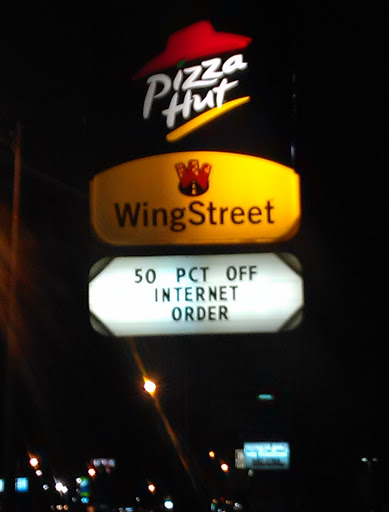 Pizza
Hut
WingStreet
50 PCT OFF
INTERNET
ORDER